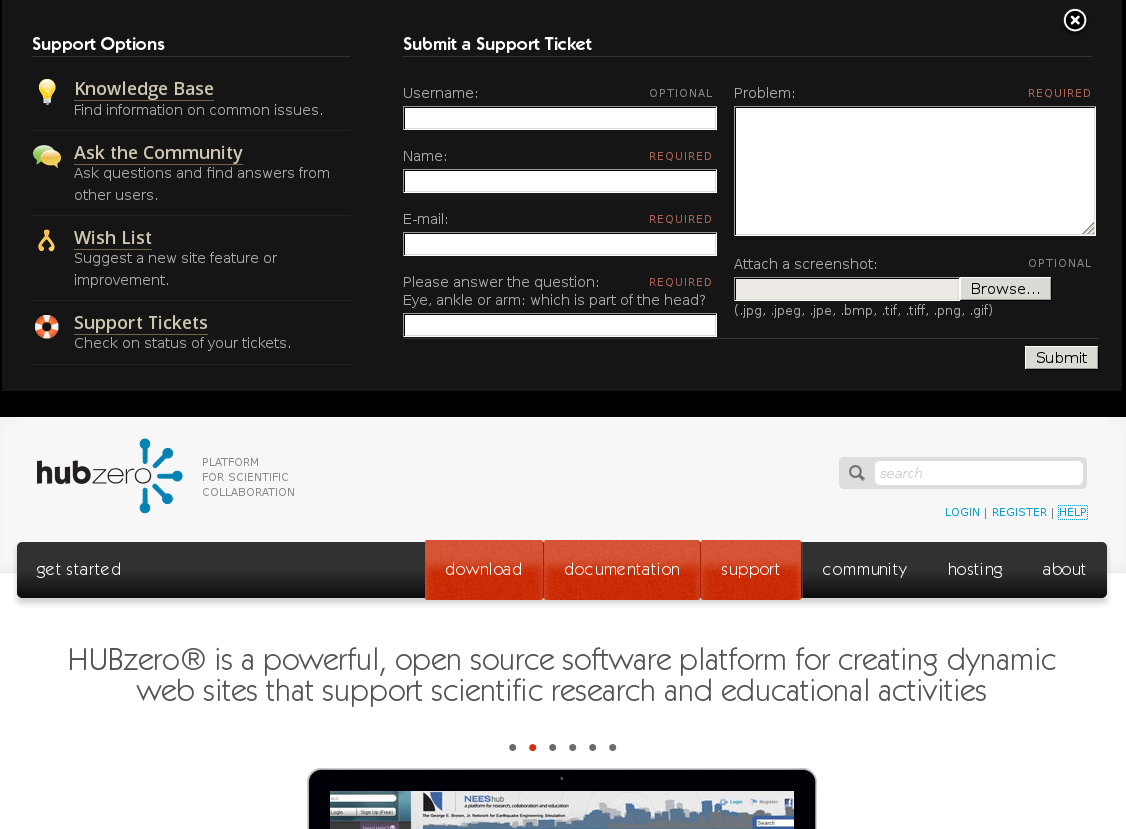 Support Options
Knowledge Base
Find information on common issues.
Ask the Community
Ask questions and find answers from
other users.
Wish List
Suggest a new site feature or
improvement.
Support Tickets
Check on status of your tickets.
Submit a Support Ticket
Username: OPTIONAL
Name: REQUIRED
E-mail: REQUIRED
Please answer the question: REQUIRED
Eye, ankle or arm: which is part of the head?
Problem: REQUIRED
Attach a screenshot: OPTIONAL
Browse...
(.jpg, .jpeg, .jpe, .bmp, .tif, .tiff, .png, .gif)
Submit
hubzero
PLATFORM
FOR SCIENTIFIC
COLLABORATION
search
LOGIN | REGISTER | HELP
get started download documentation support community hosting about
HUBzero® is a powerful, open source software platform for creating dynamic
web sites that support scientific research and educational activities
NEEShub
a platform for research, collaboration and education
The George E. Brown, Jr. Network for Earthquake Engineering Simulation
Login Sign Up (Free)
Login Register
Search